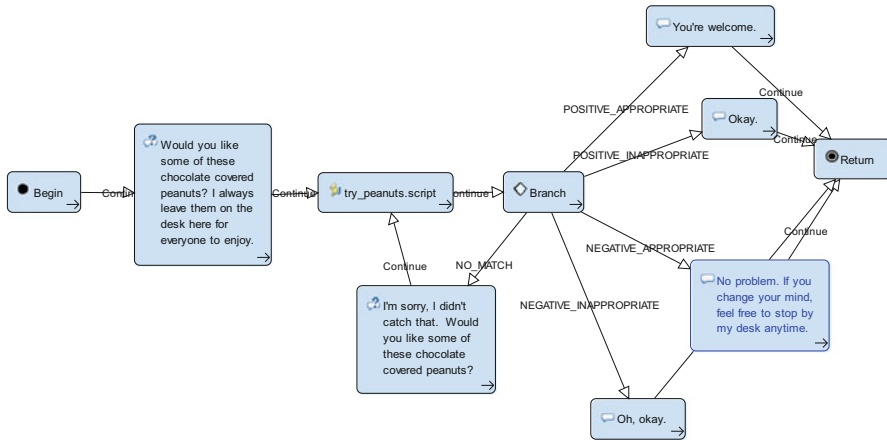 Begin
Continue
Would you like
some of these
chocolate covered
peanuts? I always
leave them on the
desk here for
everyone to enjoy.
Continue
try_peanuts.script
ontinue
Branch
NO_MATCH
I'm sorry, I didn't
catch that. Would
you like some of
these chocolate
covered peanuts?
Continue
POSITIVE_APPROPRIATE
You're welcome.
Continue
POSITIVE_INAPPROPRIATE
Okay.
Continue
NEGATIVE_APPROPRIATE
No problem. If you
change your mind,
feel free to stop by
my desk anytime.
Continue
NEGATIVE_INAPPROPRIATE
Oh, okay.
Return